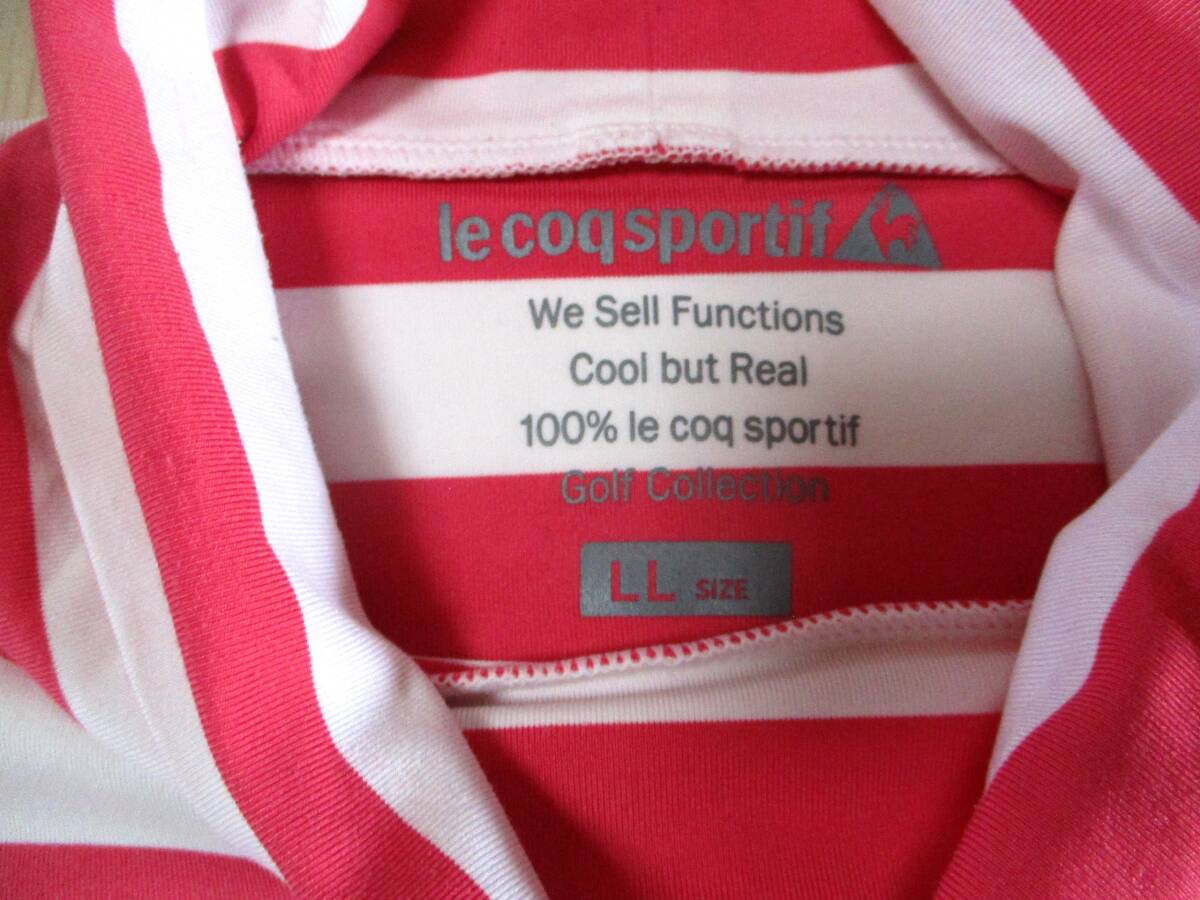 le coq sportif
We Sell Functions
Cool but Real
100% le coq sportif
Golf Collection
LL SIZE